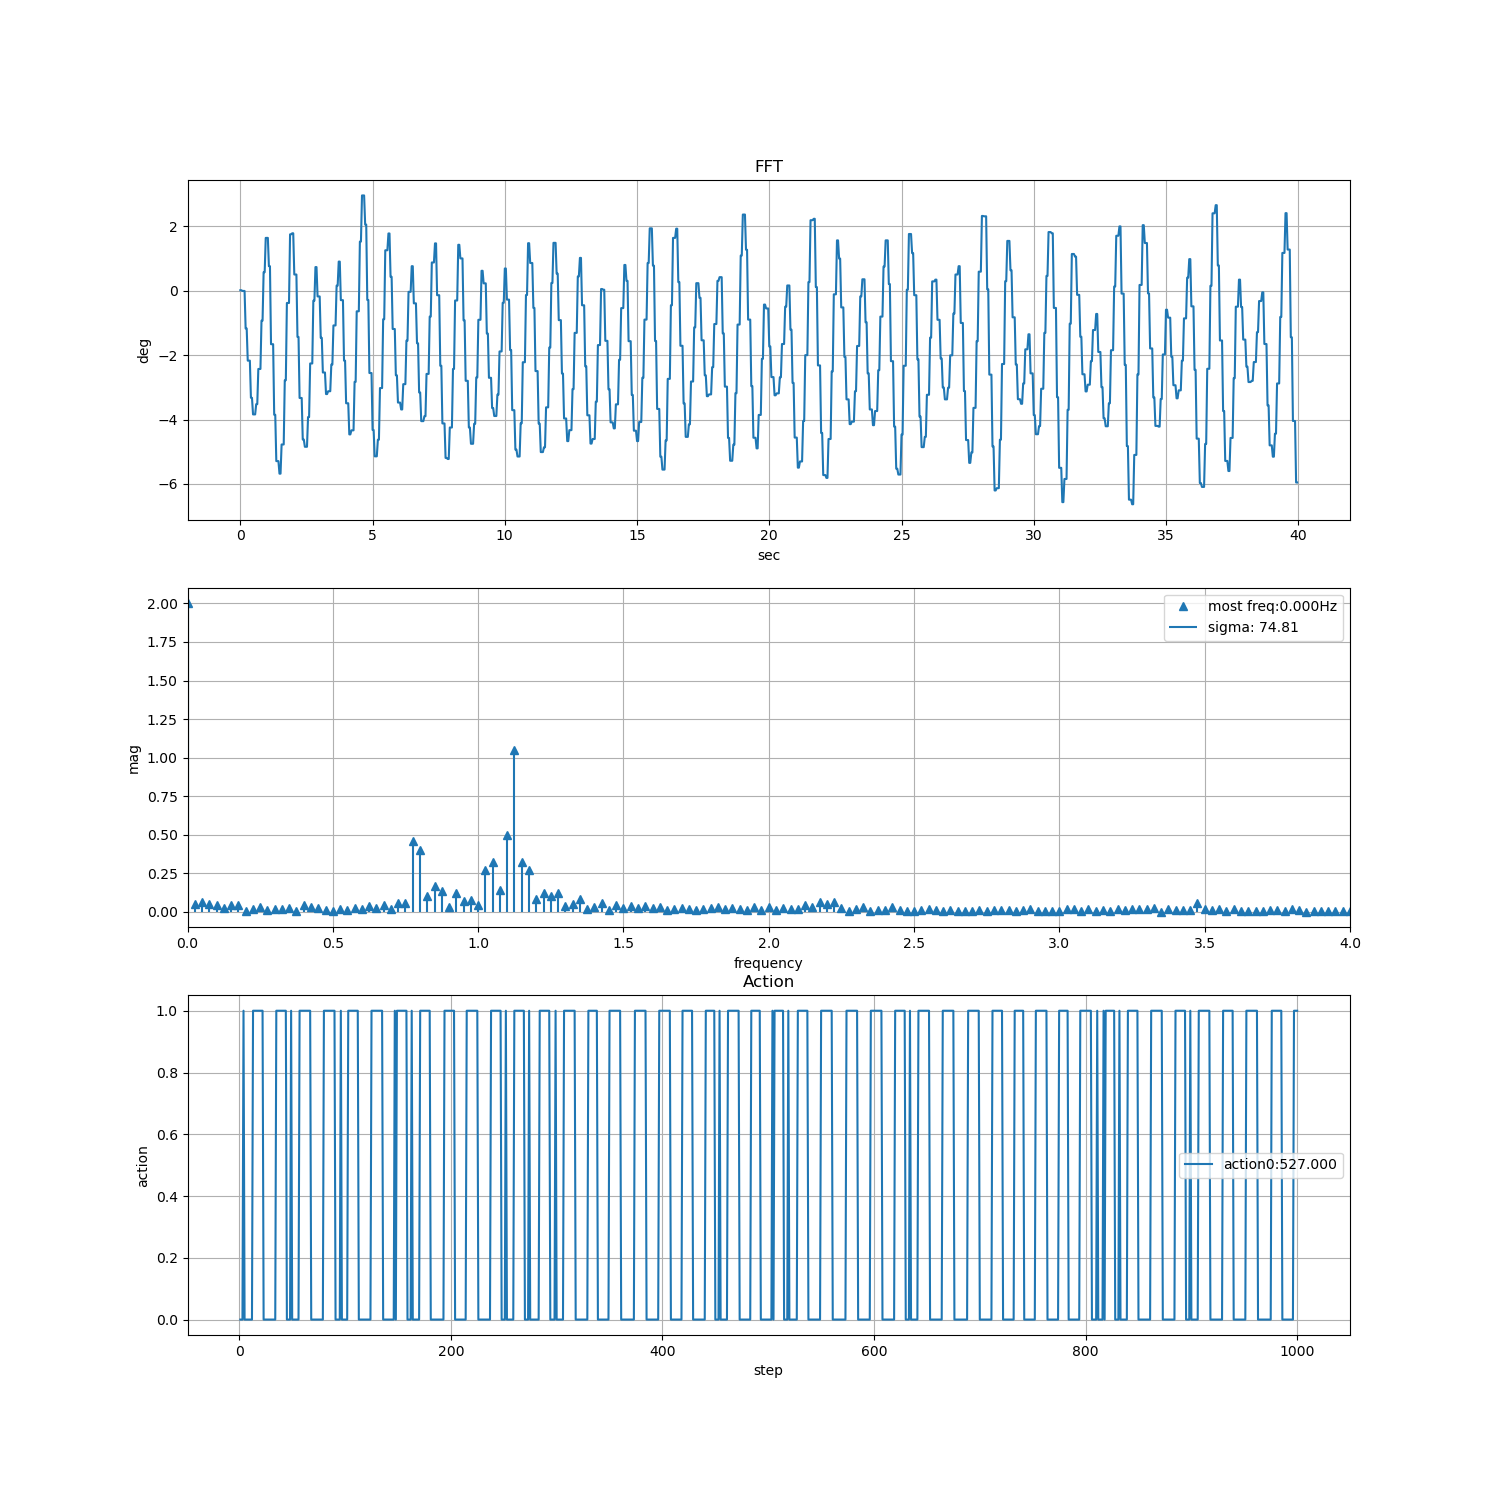 FFT
2
0
−2
−4
−6
deg
0 5 10 15 20 25 30 35 40
sec
2.00
1.75
1.50
1.25
1.00
0.75
0.50
0.25
0.00
mag
most freq:0.000Hz
sigma: 74.81
0.0 0.5 1.0 1.5 2.0 2.5 3.0 3.5 4.0
frequency
Action
1.0
0.8
0.6
0.4
0.2
0.0
action
action0:527.000
0 200 400 600 800 1000
step